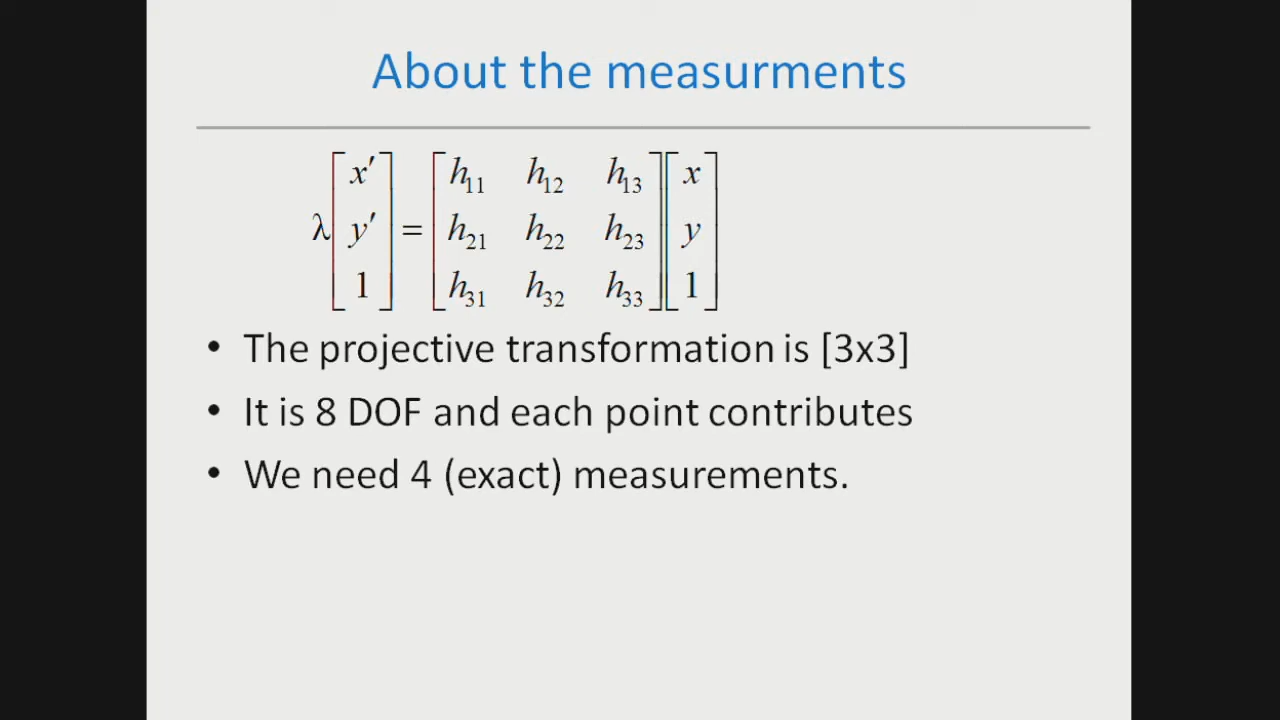 About the measurments
λ[x′ y′ 1] = [h11 h12 h13 h21 h22 h23 h31 h32 h33][x y 1]
• The projective transformation is [3x3]
• It is 8 DOF and each point contributes
• We need 4 (exact) measurements.